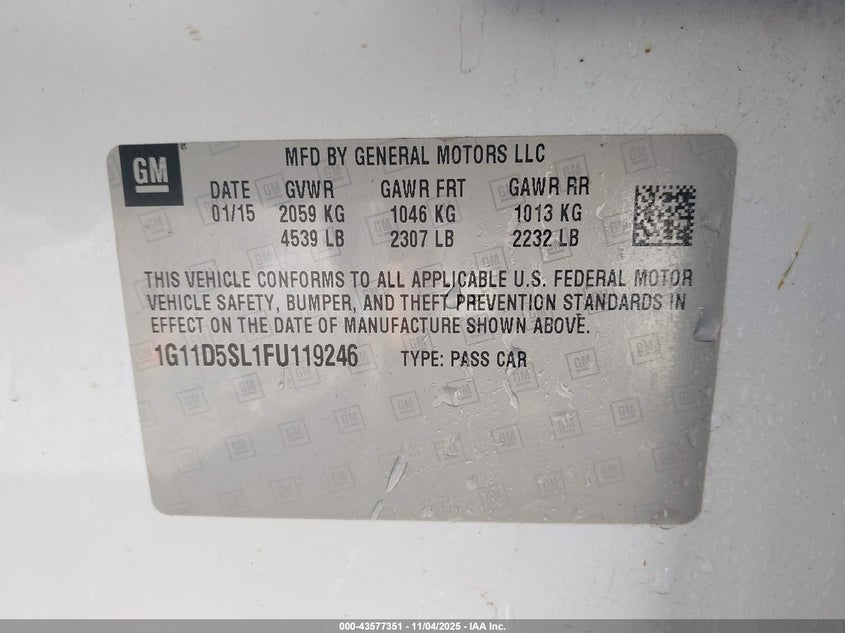 GM
MFD BY GENERAL MOTORS LLC
DATE GVWR GAWR FRT GAWR RR
01/15 2059 KG 1046 KG 1013 KG
4539 LB 2307 LB 2232 LB
THIS VEHICLE CONFORMS TO ALL APPLICABLE U.S. FEDERAL MOTOR
VEHICLE SAFETY, BUMPER, AND THEFT PREVENTION STANDARDS IN
EFFECT ON THE DATE OF MANUFACTURE SHOWN ABOVE.
1G11D5SL1FU119246 TYPE: PASS CAR
000-43577351 - 11/04/2025 - IAA Inc.